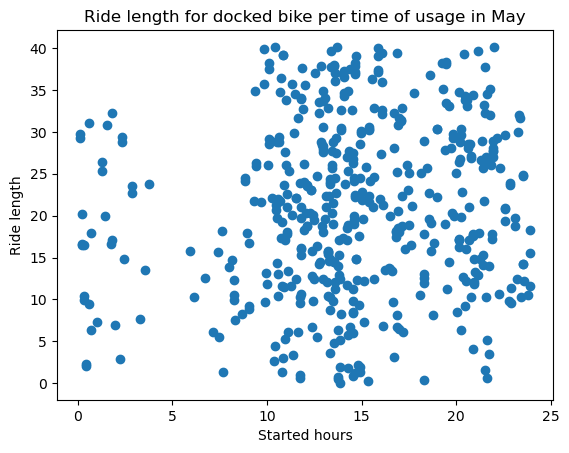 Ride length for docked bike per time of usage in May
Ride length
40
35
30
25
20
15
10
5
0
0 5 10 15 20 25
Started hours